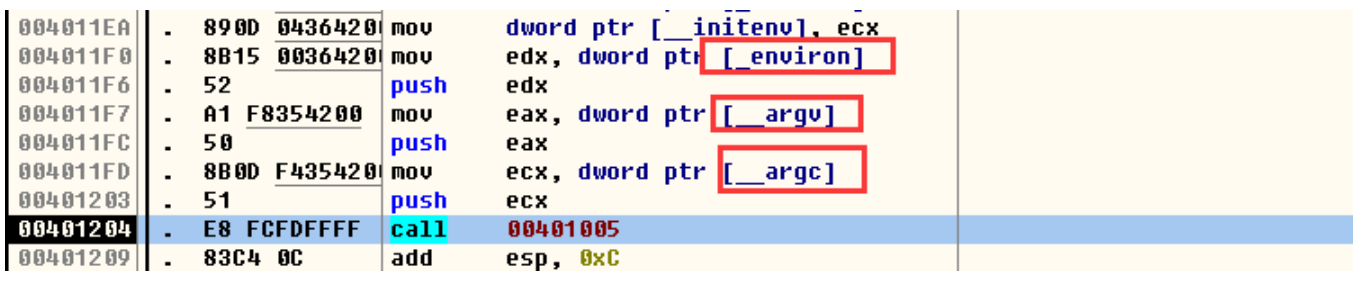 004011EA . 890D 0436420 mov dword ptr [__initenv], ecx
004011F0 . 8B15 0036420 mov edx, dword ptr [_environ]
004011F6 . 52 push edx
004011F7 . A1 F8354200 mov eax, dword ptr [__argv]
004011FC . 50 push eax
004011FD . 8B0D F435420 mov ecx, dword ptr [__argc]
00401203 . 51 push ecx
00401204 . E8 FCFDFFFF call 00401005
00401209 . 83C4 0C add esp, 0xC